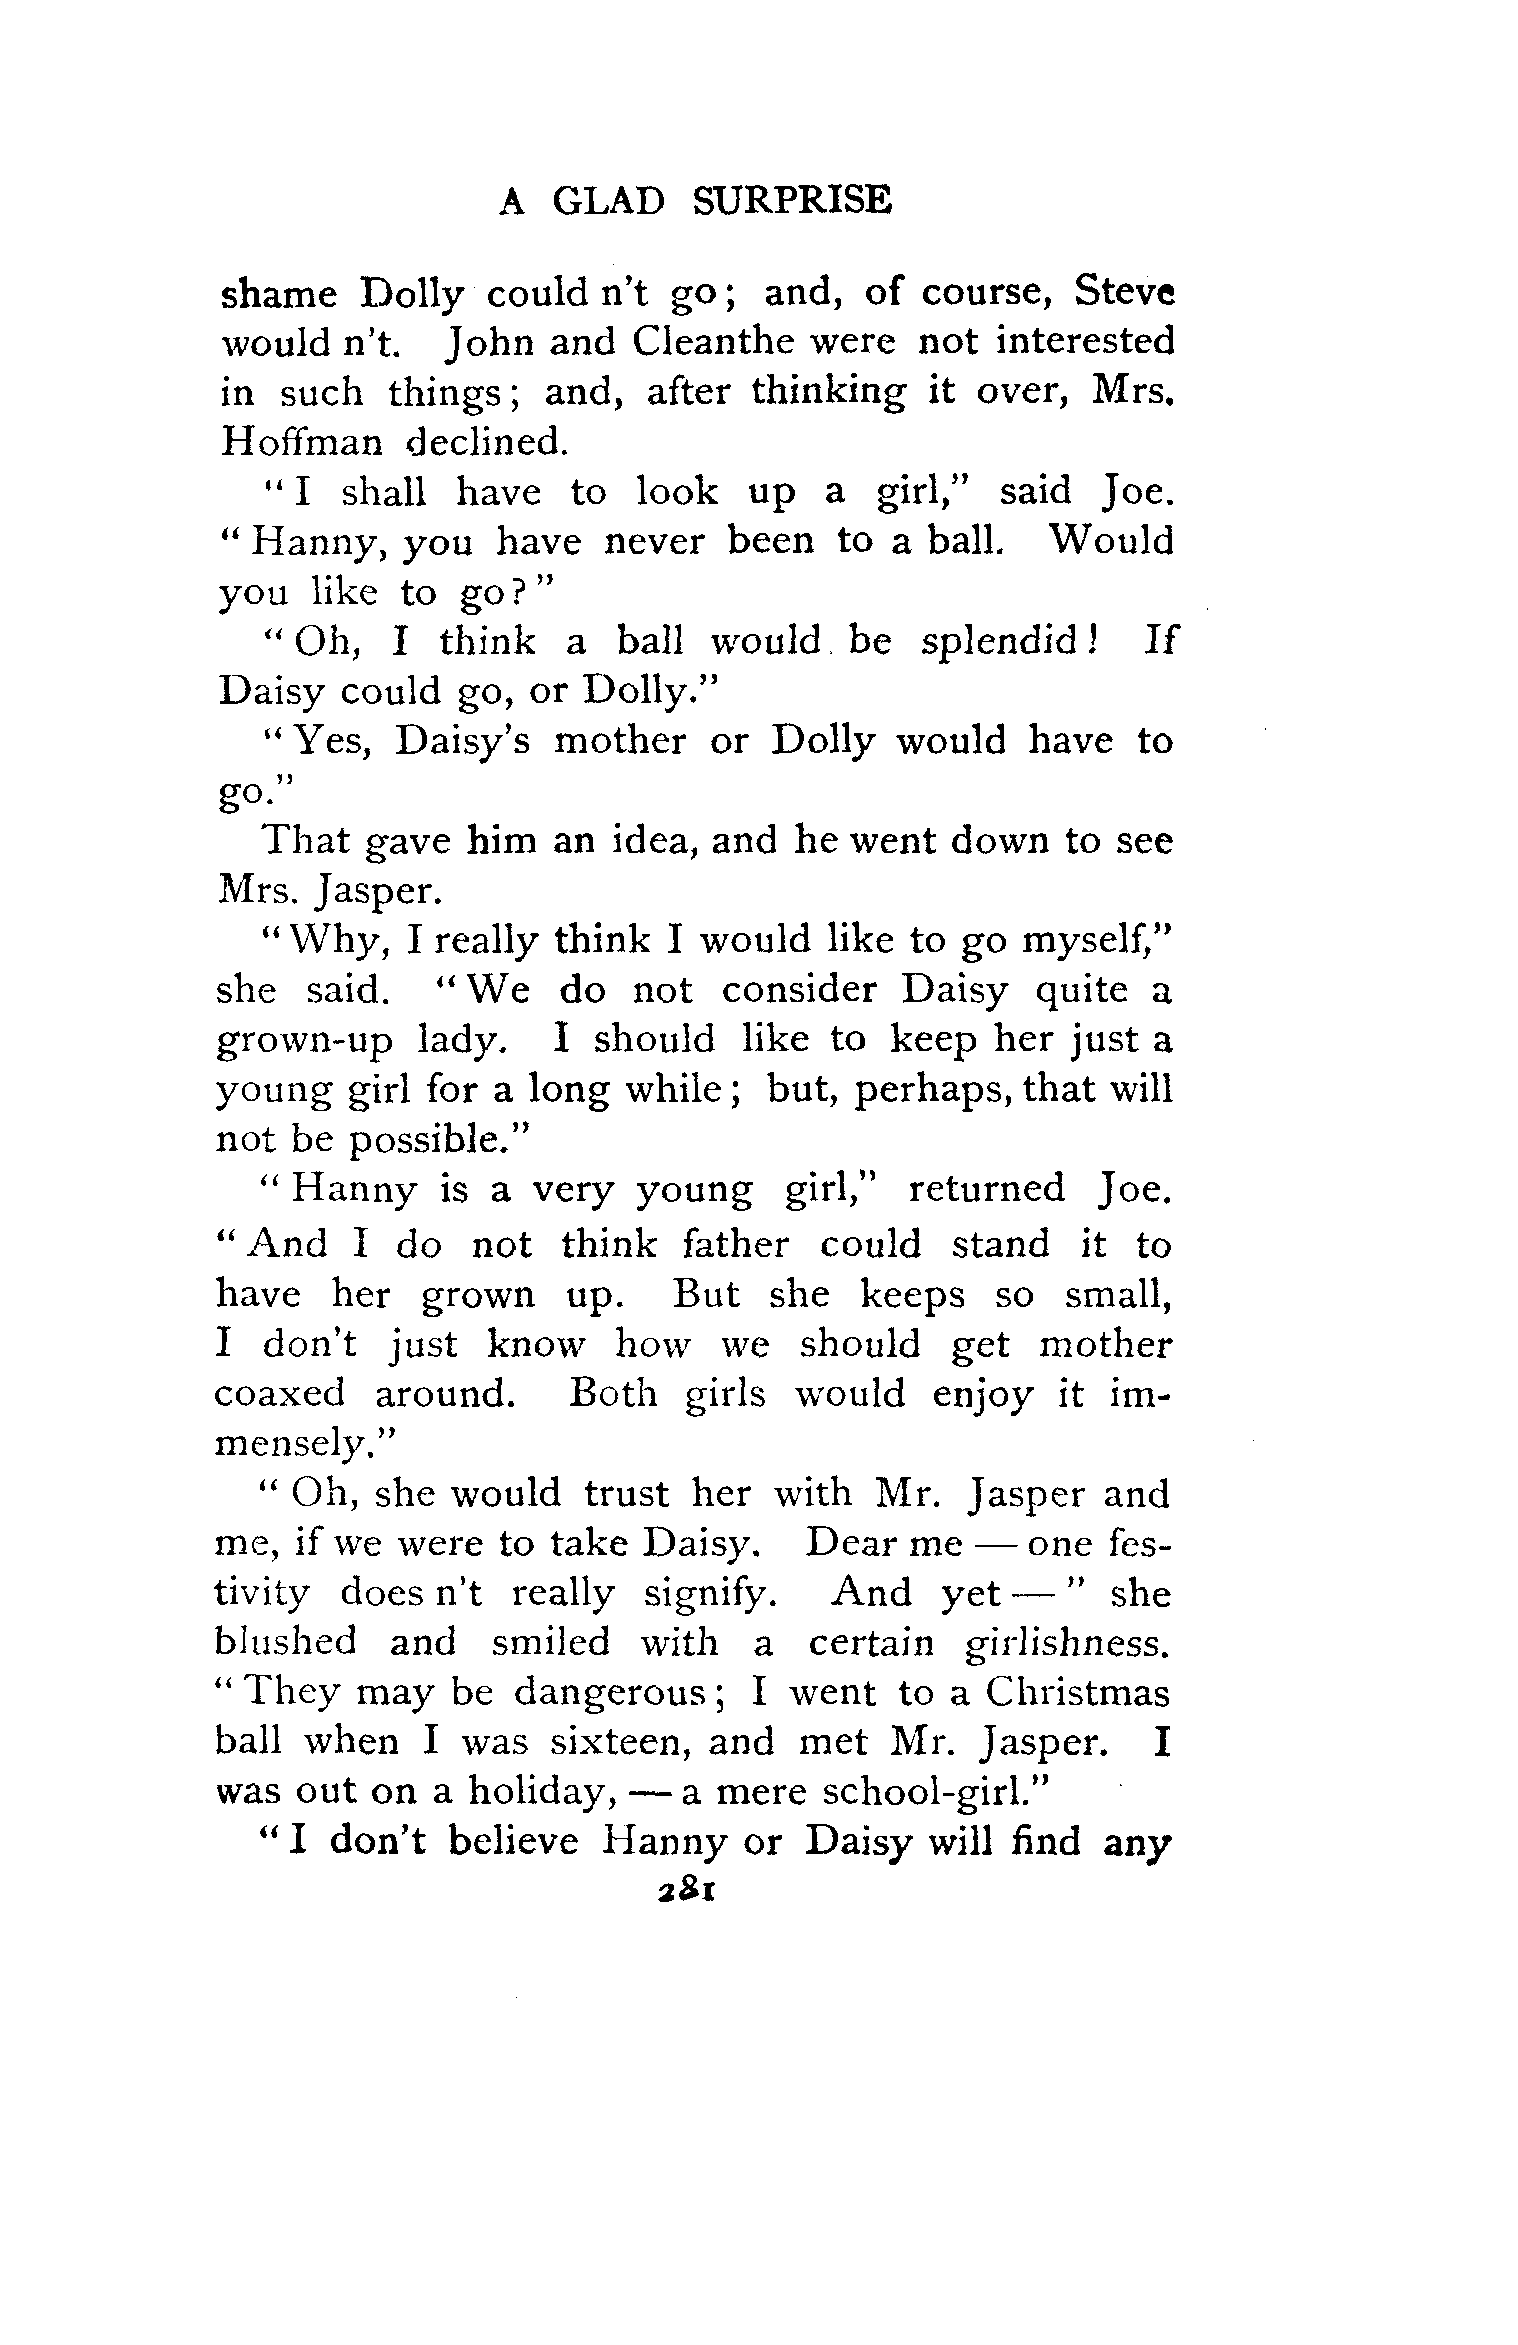 A GLAD SURPRISE
shame Dolly could n't go; and, of course, Steve
would n't. John and Cleanthe were not interested
in such things; and, after thinking it over, Mrs.
Hoffman declined.
"I shall have to look up a girl," said Joe.
"Hanny, you have never been to a ball. Would
you like to go?"
"Oh, I think a ball would be splendid! If
Daisy could go, or Dolly."
"Yes, Daisy's mother or Dolly would have to
go."
That gave him an idea, and he went down to see
Mrs. Jasper.
"Why, I really think I would like to go myself,"
she said. "We do not consider Daisy quite a
grown-up lady. I should like to keep her just a
young girl for a long while; but, perhaps, that will
not be possible."
"Hanny is a very young girl," returned Joe.
"And I do not think father could stand it to
have her grown up. But she keeps so small,
I don't just know how we should get mother
coaxed around. Both girls would enjoy it im-
mensely."
"Oh, she would trust her with Mr. Jasper and
me, if we were to take Daisy. Dear me — one fes-
tivity does n't really signify. And yet — " she
blushed and smiled with a certain girlishness.
"They may be dangerous; I went to a Christmas
ball when I was sixteen, and met Mr. Jasper. I
was out on a holiday, — a mere school-girl."
"I don't believe Hanny or Daisy will find any
281